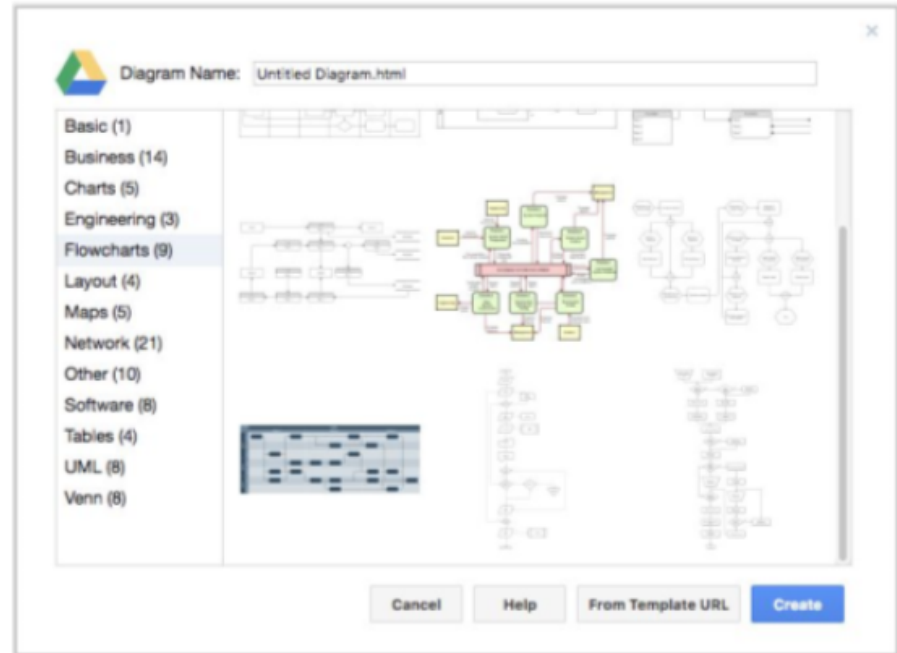 ×
Diagram Name: Untitled Diagram.html
Basic (1)
Business (14)
Charts (5)
Engineering (3)
Flowcharts (9)
Layout (4)
Maps (5)
Network (21)
Other (10)
Software (8)
Tables (4)
UML (8)
Venn (8)
Cancel Help From Template URL Create